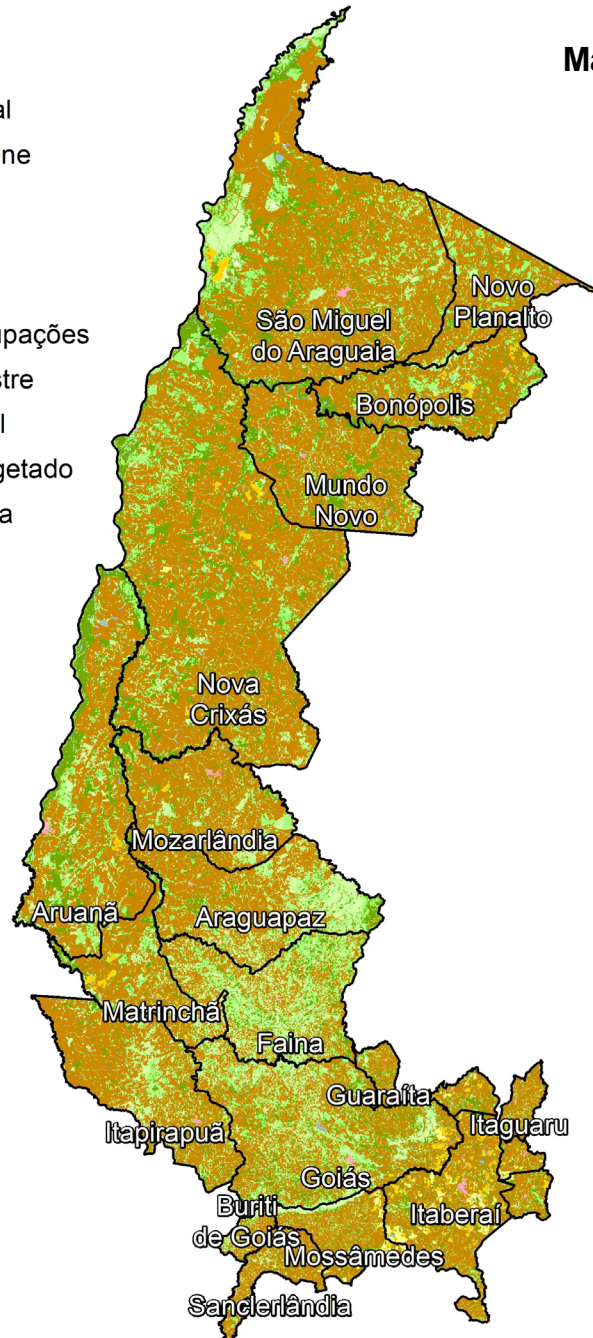 Ma
al
ne
São Miguel
do Araguaia
Novo
Planalto
upações
stre
l
getado
a
Bonópolis
Mundo
Novo
Nova
Crixás
Mozarlândia
Aruanã
Araguapaz
Matrinchã
Faina
Guaraíta
Itapirapuã
Itaguaru
Goiás
Buriti
de Goiás
Itaberaí
Mossâmedes
Sanclerlândia